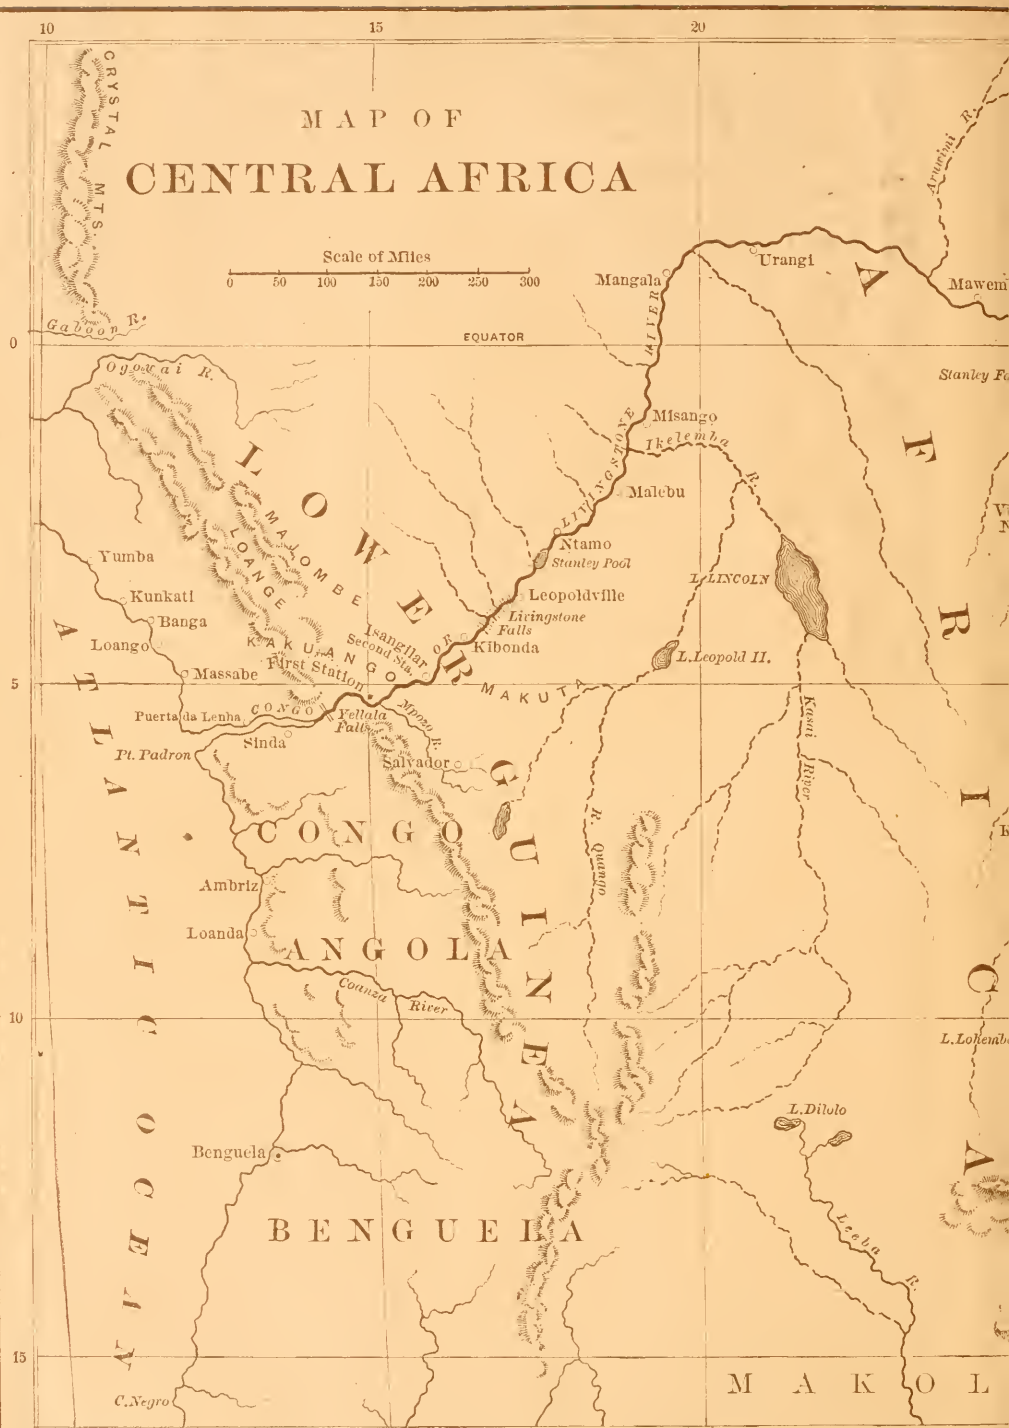 10 15 20
CRYSTAL MTS.
MAP OF
CENTRAL AFRICA
Scale of Miles
0 50 100 150 200 250 300
Aruwimi R.
Mangala
Urangi
Mawem
Gaboon R.
0
EQUATOR
Stanley Fa
Ogowai R.
LIVINGSTONE RIVER
Misango
Ikelemba R.
Malebu
LOWER
MAJOMBE
LOANGE
Ntamo
Stanley Pool
Yumba
L. LINCOLN
Kunkati
Leopoldville
Banga
Livingstone
Falls
Loango
KAKUANGO
Isangilar
Second Sta.
OR
Kibonda
L. Leopold II.
First Station
Massabe
MAKUTA
5
Puerta da Lenha
CONGO
Yellala
Falls
Mpozo R.
Sinda
Pt. Padron
Salvador
Kasai River
GUINEA
AFRICA
CONGO
R. Quango
Ambriz
Loanda
ANGOLA
Coanza River
10
L. Lohemb
ATLANTIC OCEAN
L. Dilolo
Benguela
BENGUELA
Leeba R.
15
MAKOL
C. Negro